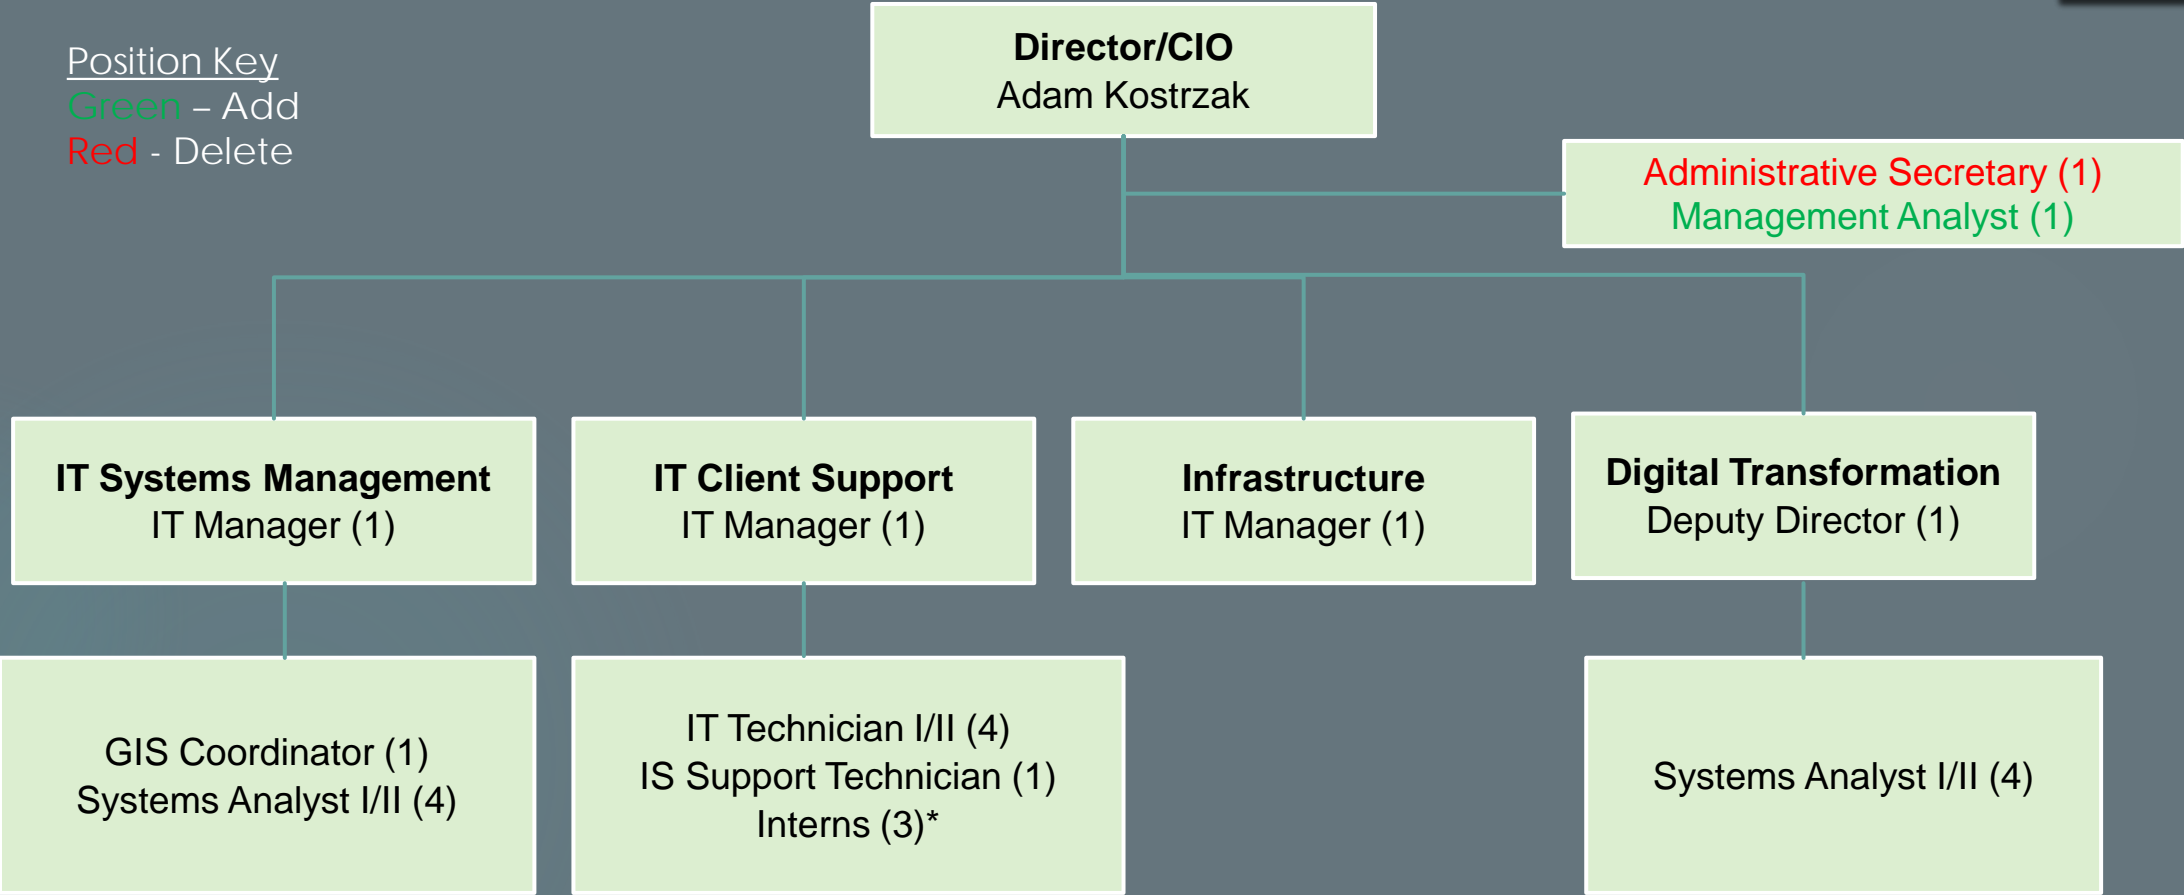 Position Key
Green – Add
Red - Delete
Director/CIO
Adam Kostrzak
Administrative Secretary (1)
Management Analyst (1)
IT Systems Management
IT Manager (1)
IT Client Support
IT Manager (1)
Infrastructure
IT Manager (1)
Digital Transformation
Deputy Director (1)
GIS Coordinator (1)
Systems Analyst I/II (4)
IT Technician I/II (4)
IS Support Technician (1)
Interns (3)*
Systems Analyst I/II (4)